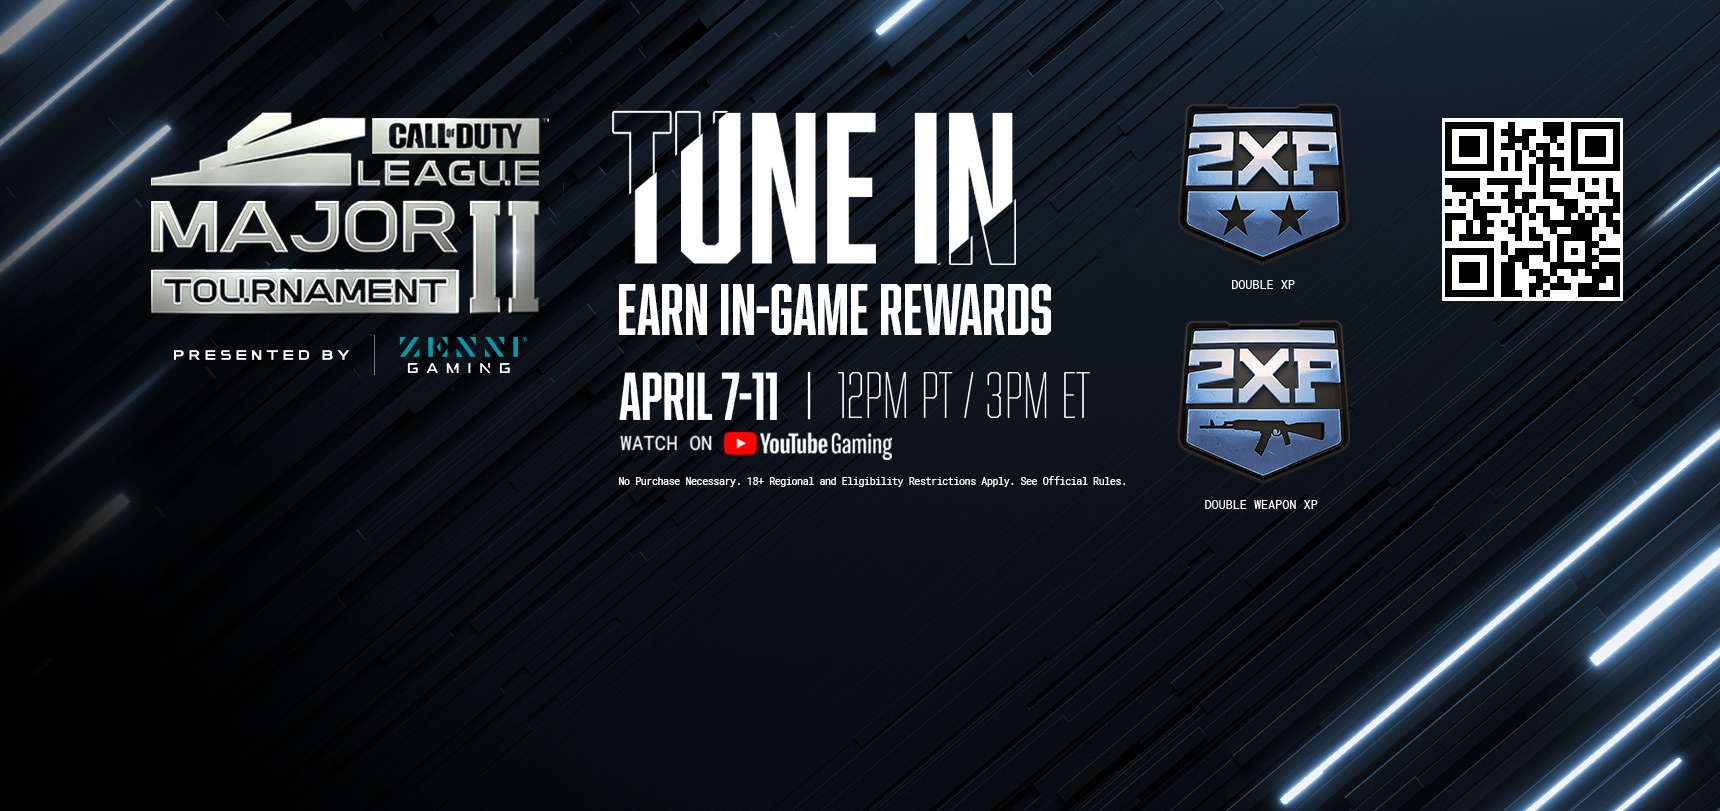 CALL OF DUTY
LEAGUE
MAJOR II
TOURNAMENT
PRESENTED BY
ZENNI®
GAMING
TUNE IN
EARN IN-GAME REWARDS
APRIL 7-11 | 12PM PT / 3PM ET
WATCH ON YouTube Gaming
No Purchase Necessary. 18+ Regional and Eligibility Restrictions Apply. See Official Rules.
2XP
DOUBLE XP
2XP
DOUBLE WEAPON XP